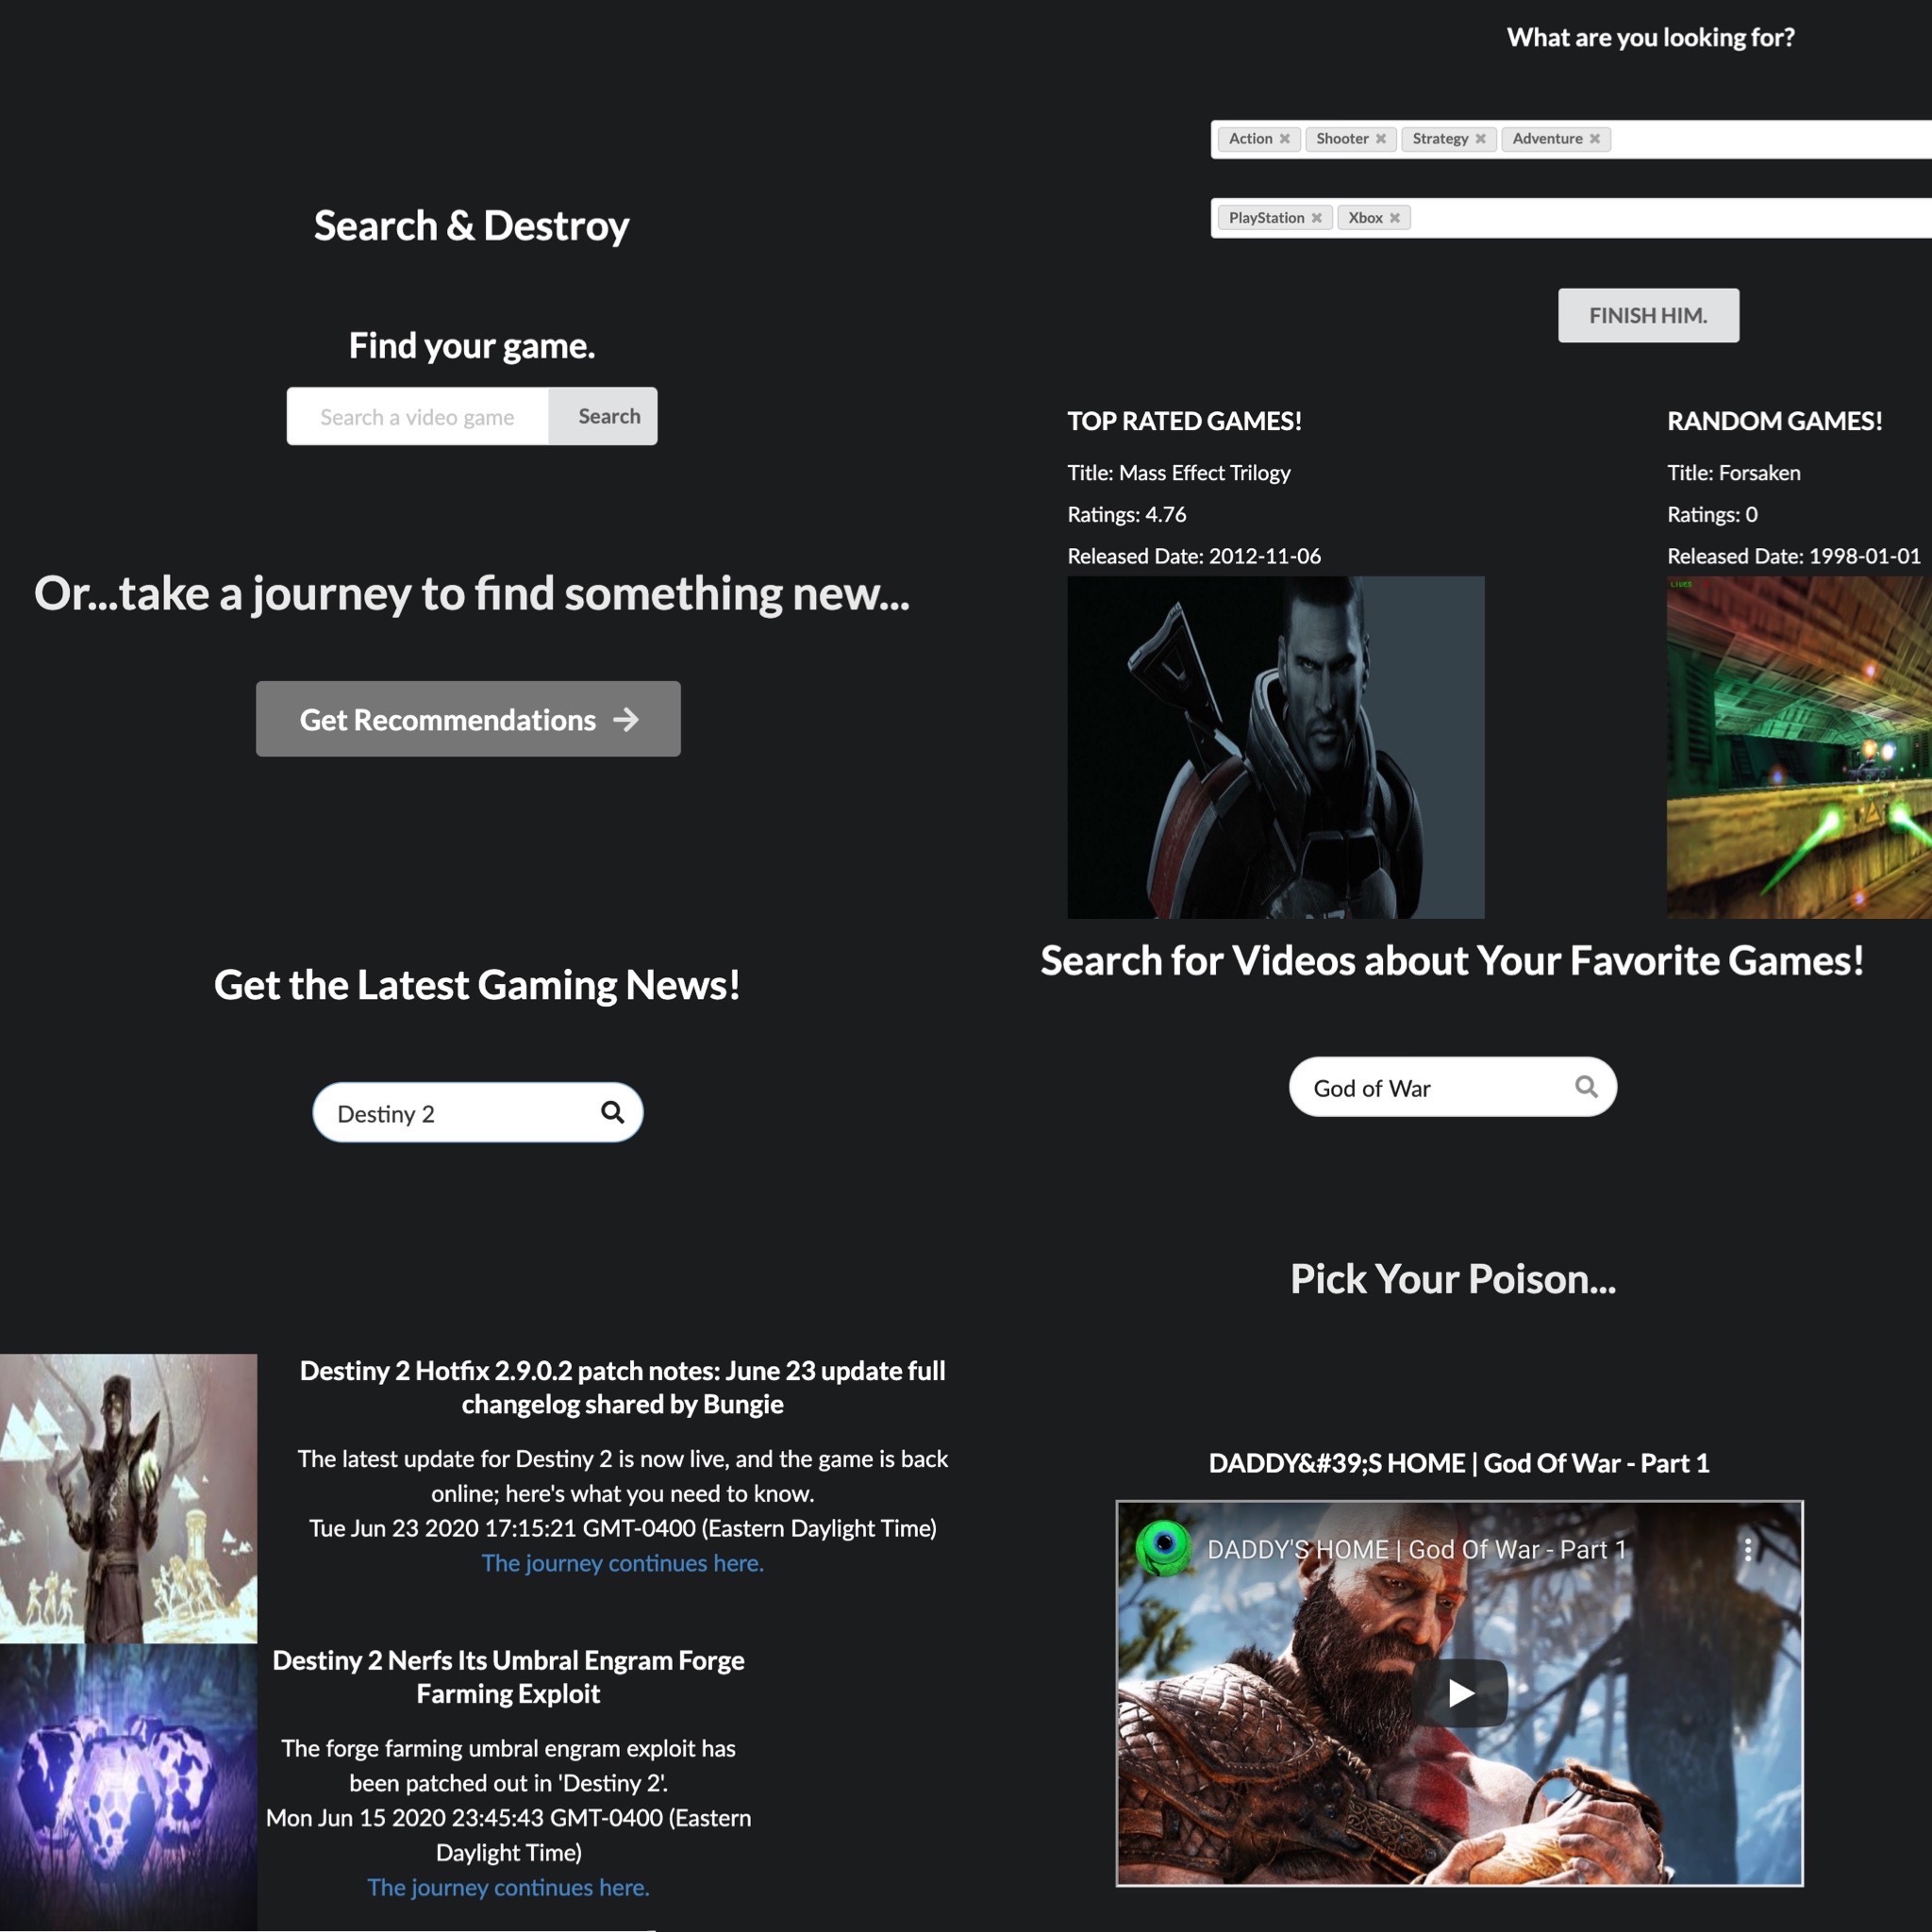 Search & Destroy
Find your game.
Search a video game Search
Or...take a journey to find something new...
Get Recommendations
What are you looking for?
Action Shooter Strategy Adventure
PlayStation Xbox
FINISH HIM.
TOP RATED GAMES!
Title: Mass Effect Trilogy
Ratings: 4.76
Released Date: 2012-11-06
RANDOM GAMES!
Title: Forsaken
Ratings: 0
Released Date: 1998-01-01
LIVES
Get the Latest Gaming News!
Destiny 2
Destiny 2 Hotfix 2.9.0.2 patch notes: June 23 update full
changelog shared by Bungie
The latest update for Destiny 2 is now live, and the game is back
online; here's what you need to know.
Tue Jun 23 2020 17:15:21 GMT-0400 (Eastern Daylight Time)
The journey continues here.
Destiny 2 Nerfs Its Umbral Engram Forge
Farming Exploit
The forge farming umbral engram exploit has
been patched out in 'Destiny 2'.
Mon Jun 15 2020 23:45:43 GMT-0400 (Eastern
Daylight Time)
The journey continues here.
Search for Videos about Your Favorite Games!
God of War
Pick Your Poison...
DADDY&#39;S HOME | God Of War - Part 1
DADDY'S HOME | God Of War - Part 1